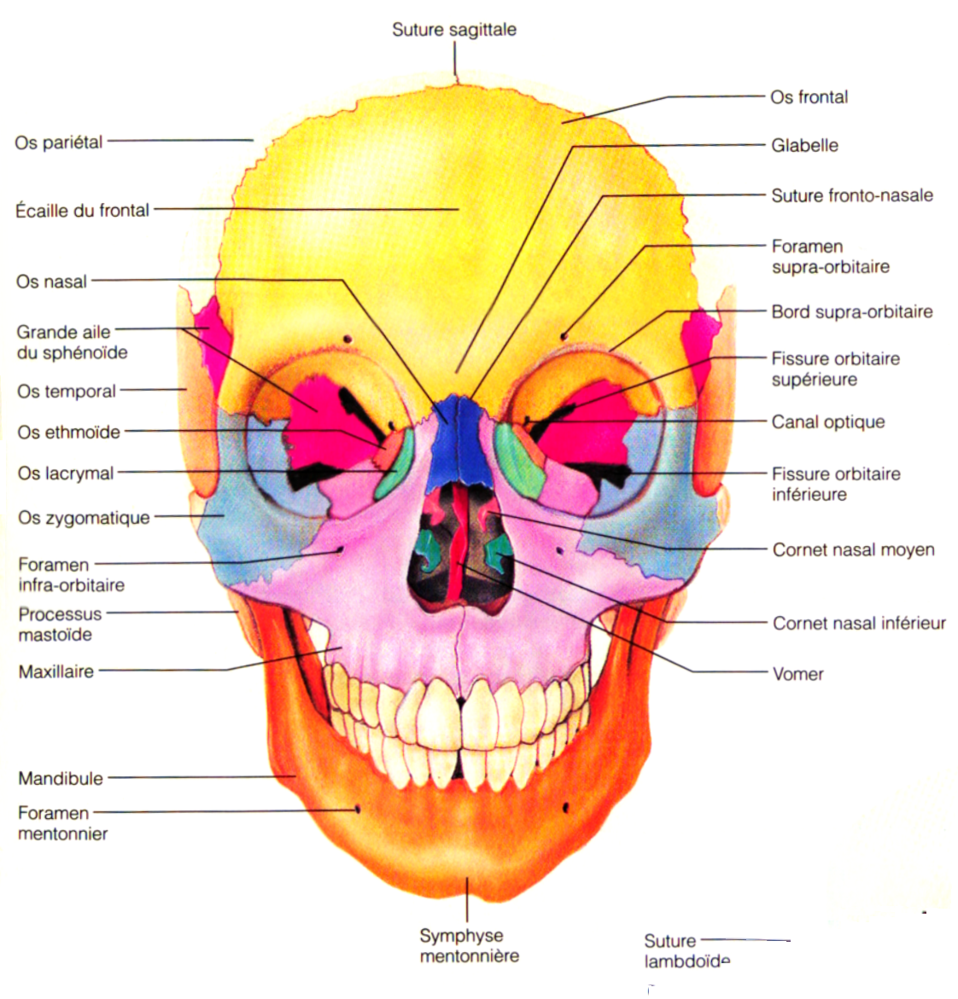 Suture sagittale
Os pariétal
Écaille du frontal
Os nasal
Grande aile
du sphénoïde
Os temporal
Os ethmoïde
Os lacrymal
Os zygomatique
Foramen
infra-orbitaire
Processus
mastoïde
Maxillaire
Mandibule
Foramen
mentonnier
Os frontal
Glabelle
Suture fronto-nasale
Foramen
supra-orbitaire
Bord supra-orbitaire
Fissure orbitaire
supérieure
Canal optique
Fissure orbitaire
inférieure
Cornet nasal moyen
Cornet nasal inférieur
Vomer
Symphyse
mentonnière
Suture
lambdoïde